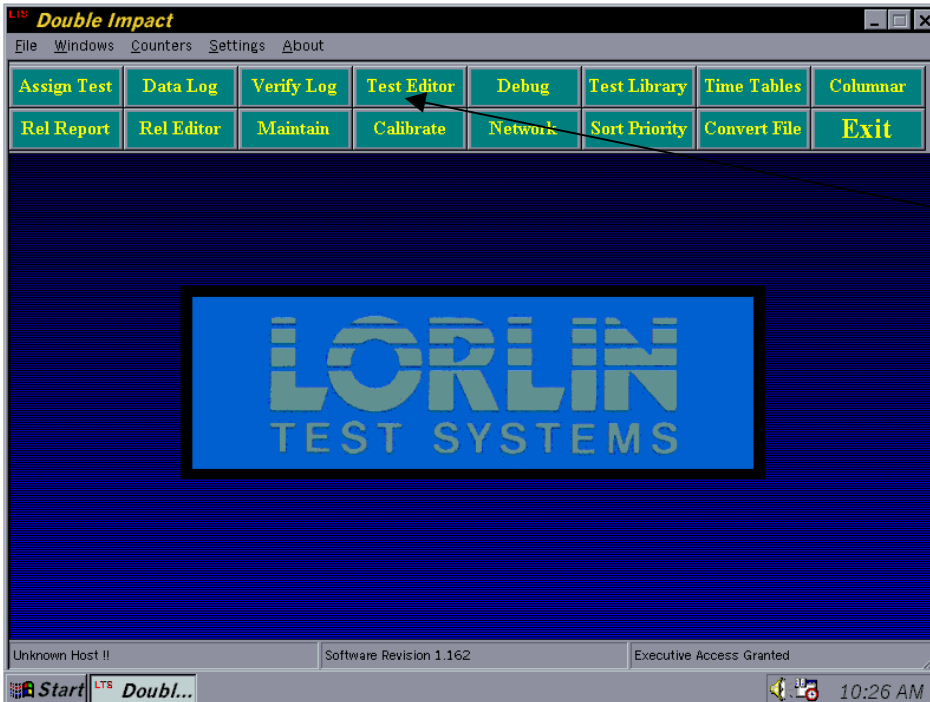 LTS Double Impact
File Windows Counters Settings About
Assign Test Data Log Verify Log Test Editor Debug Test Library Time Tables Columnar
Rel Report Rel Editor Maintain Calibrate Network Sort Priority Convert File Exit
LORLIN
TEST SYSTEMS
Unknown Host !! Software Revision 1.162 Executive Access Granted
Start LTS Doubl... 10:26 AM